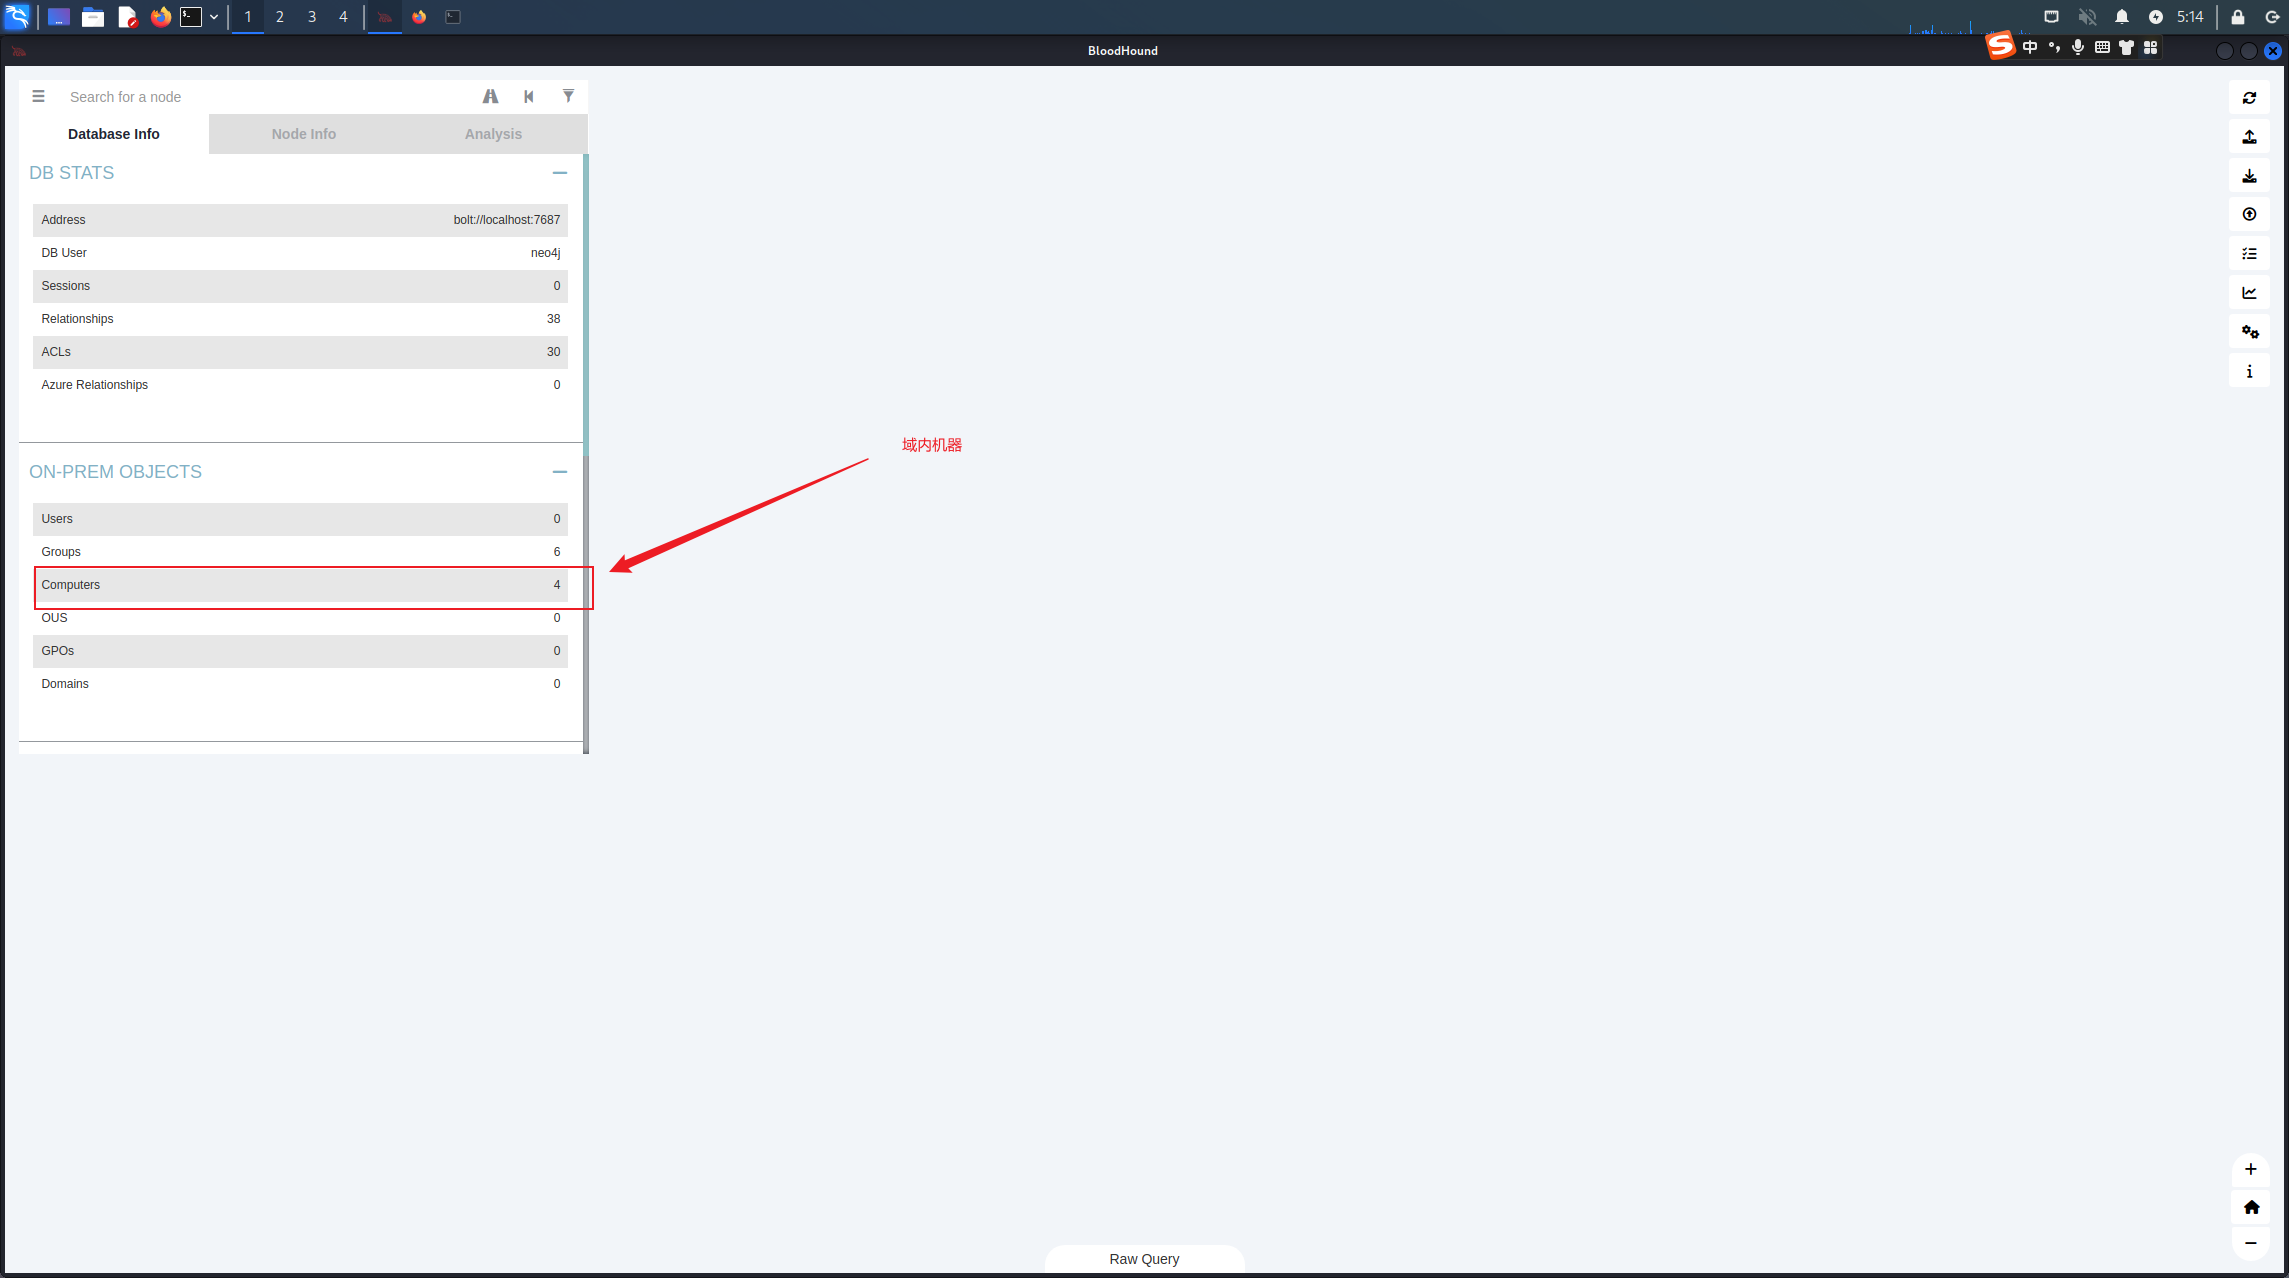 1 2 3 4
5:14
BloodHound
中
Search for a node
Database Info Node Info Analysis
DB STATS
Address bolt://localhost:7687
DB User neo4j
Sessions 0
Relationships 38
ACLs 30
Azure Relationships 0
域内机器
ON-PREM OBJECTS
Users 0
Groups 6
Computers 4
OUS 0
GPOs 0
Domains 0
Raw Query